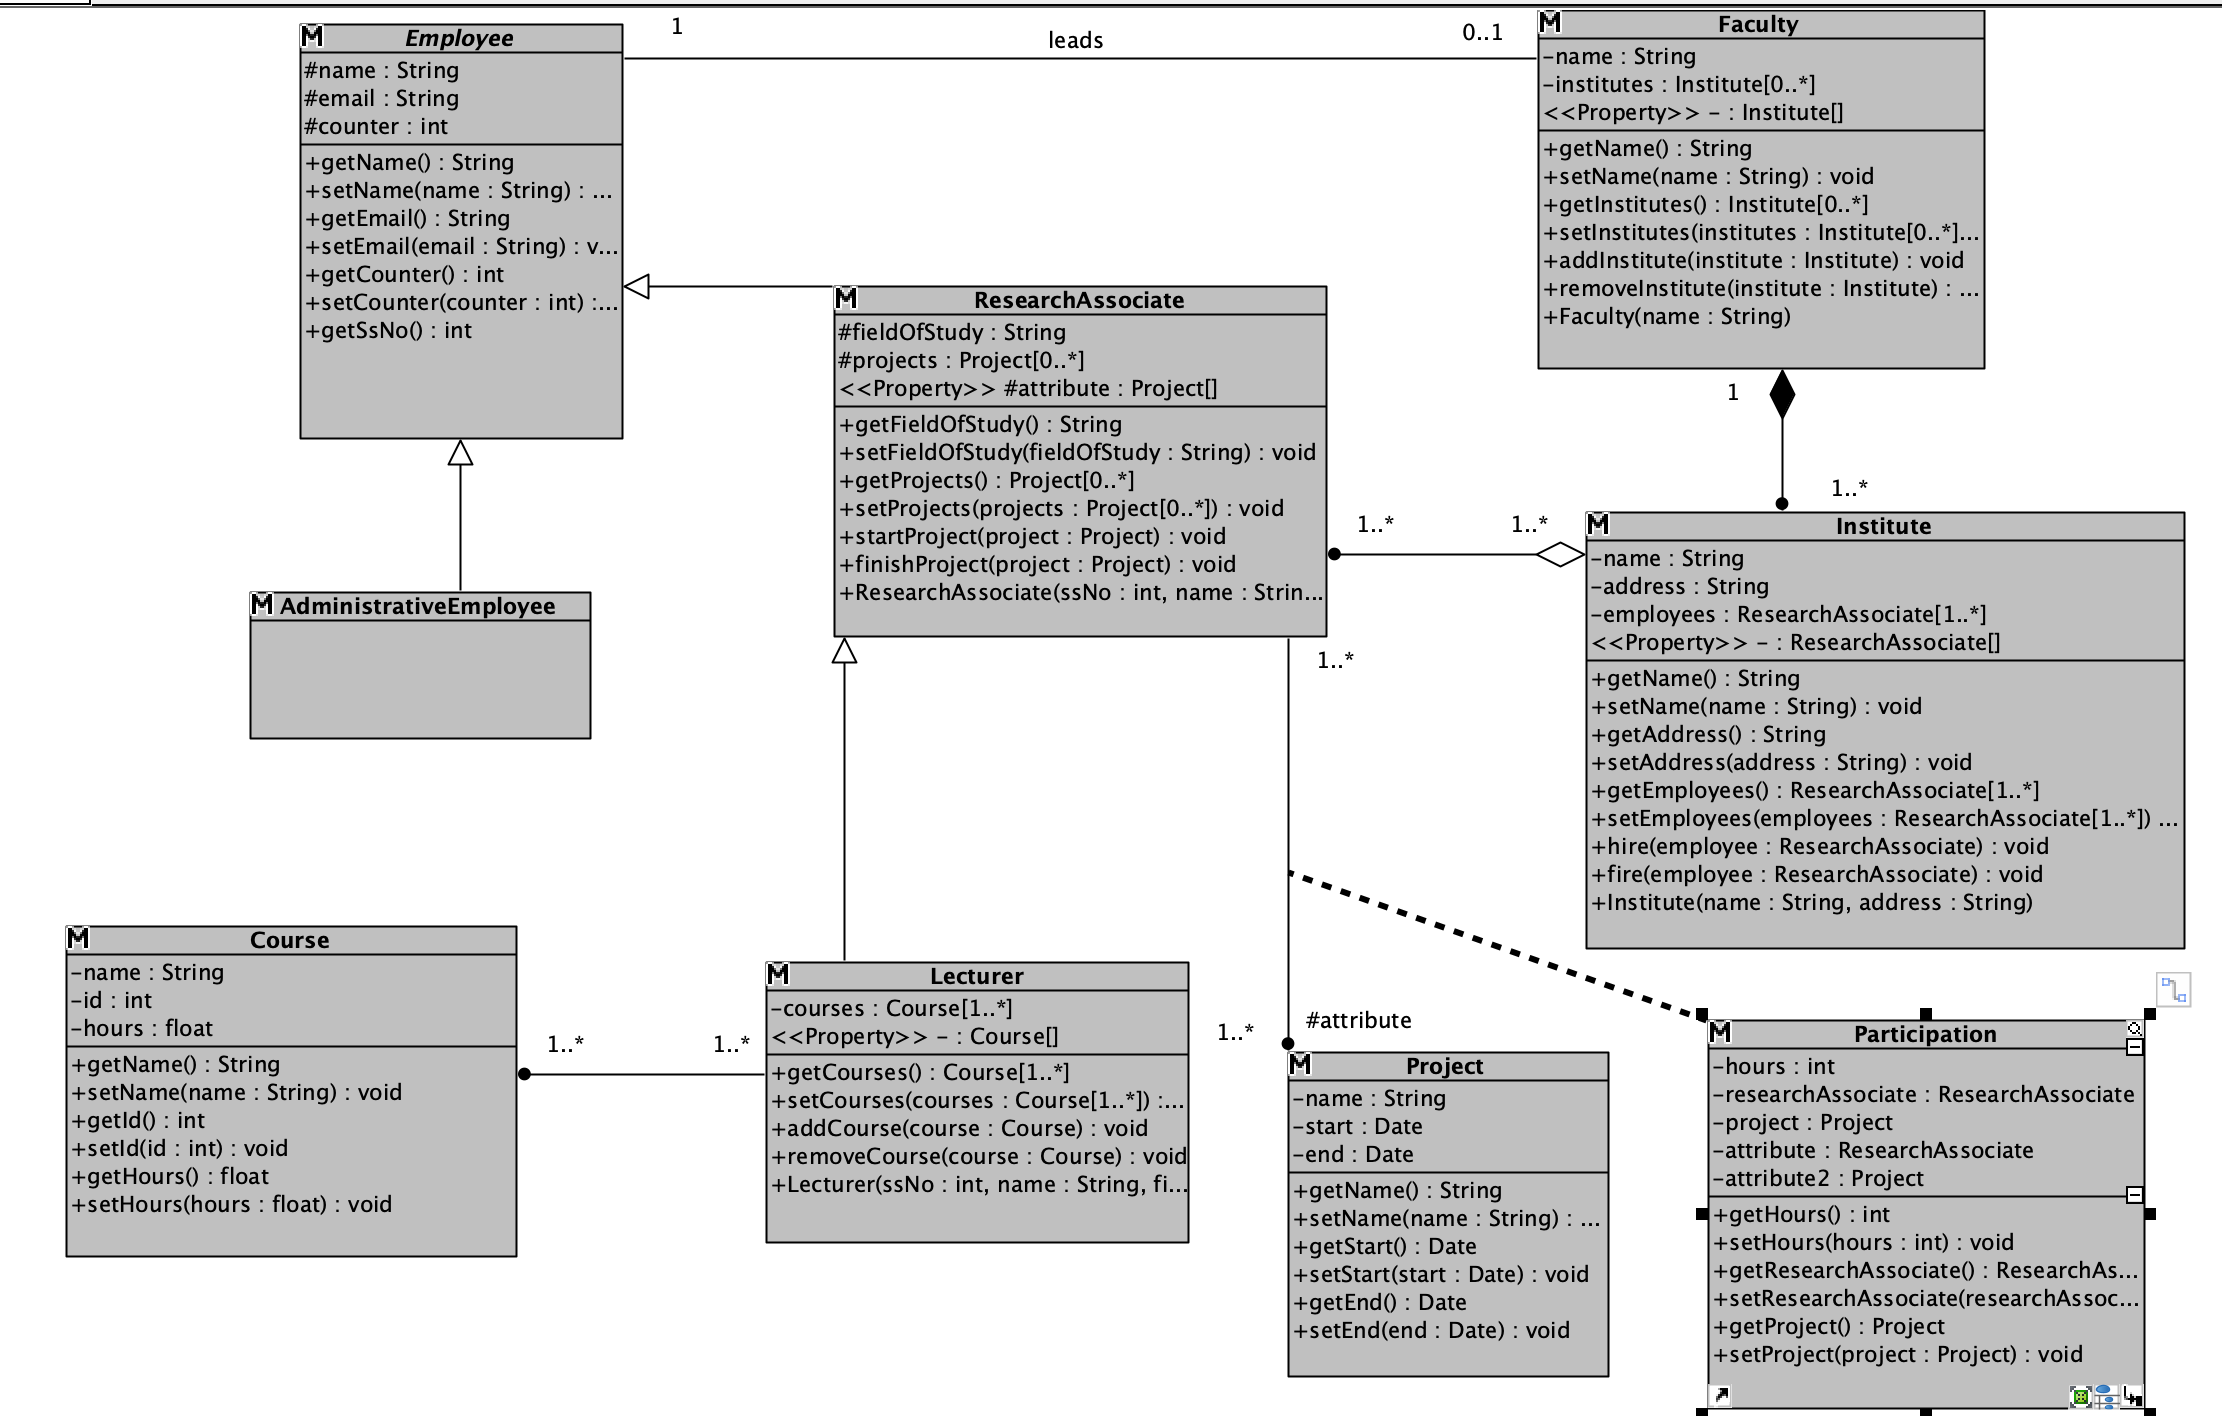 Employee
#name : String
#email : String
#counter : int
+getName() : String
+setName(name : String) : ...
+getEmail() : String
+setEmail(email : String) : v...
+getCounter() : int
+setCounter(counter : int) :...
+getSsNo() : int
1
leads
0..1
Faculty
-name : String
-institutes : Institute[0..*]
<<Property>> - : Institute[]
+getName() : String
+setName(name : String) : void
+getInstitutes() : Institute[0..*]
+setInstitutes(institutes : Institute[0..*]...
+addInstitute(institute : Institute) : void
+removeInstitute(institute : Institute) : ...
+Faculty(name : String)
ResearchAssociate
#fieldOfStudy : String
#projects : Project[0..*]
<<Property>> #attribute : Project[]
+getFieldOfStudy() : String
+setFieldOfStudy(fieldOfStudy : String) : void
+getProjects() : Project[0..*]
+setProjects(projects : Project[0..*]) : void
+startProject(project : Project) : void
+finishProject(project : Project) : void
+ResearchAssociate(ssNo : int, name : Strin...
1
1..*
1..*
1..*
Institute
-name : String
-address : String
-employees : ResearchAssociate[1..*]
<<Property>> - : ResearchAssociate[]
+getName() : String
+setName(name : String) : void
+getAddress() : String
+setAddress(address : String) : void
+getEmployees() : ResearchAssociate[1..*]
+setEmployees(employees : ResearchAssociate[1..*]) ...
+hire(employee : ResearchAssociate) : void
+fire(employee : ResearchAssociate) : void
+Institute(name : String, address : String)
AdministrativeEmployee
1..*
Course
-name : String
-id : int
-hours : float
+getName() : String
+setName(name : String) : void
+getId() : int
+setId(id : int) : void
+getHours() : float
+setHours(hours : float) : void
1..*
1..*
Lecturer
-courses : Course[1..*]
<<Property>> - : Course[]
+getCourses() : Course[1..*]
+setCourses(courses : Course[1..*]) :...
+addCourse(course : Course) : void
+removeCourse(course : Course) : void
+Lecturer(ssNo : int, name : String, fi...
1..*
#attribute
Project
-name : String
-start : Date
-end : Date
+getName() : String
+setName(name : String) : ...
+getStart() : Date
+setStart(start : Date) : void
+getEnd() : Date
+setEnd(end : Date) : void
Participation
-hours : int
-researchAssociate : ResearchAssociate
-project : Project
-attribute : ResearchAssociate
-attribute2 : Project
+getHours() : int
+setHours(hours : int) : void
+getResearchAssociate() : ResearchAs...
+setResearchAssociate(researchAssoc...
+getProject() : Project
+setProject(project : Project) : void